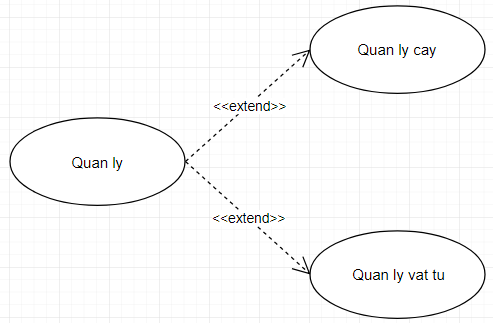 Quan ly cay
<<extend>>
Quan ly
<<extend>>
Quan ly vat tu